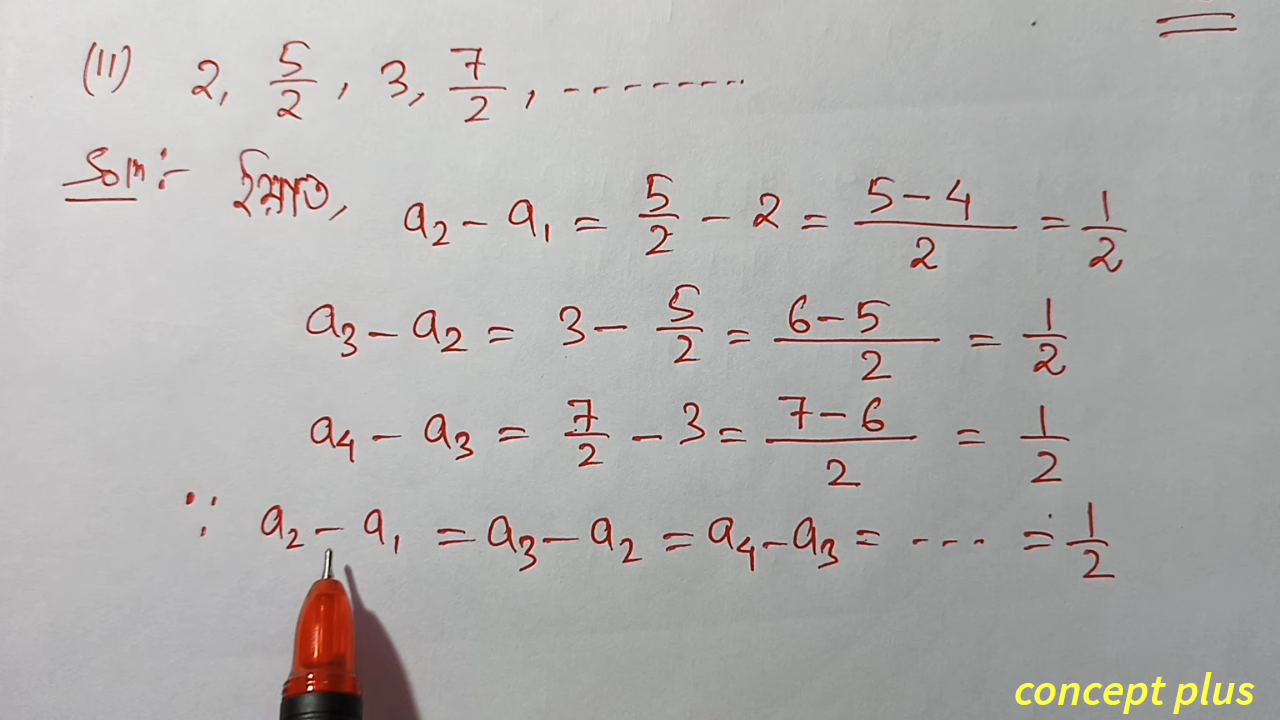 (ii) 2, 5/2, 3, 7/2, --------
Soln:- ইয়াত,
a₂ - a₁ = 5/2 - 2 = (5-4)/2 = 1/2
a₃ - a₂ = 3 - 5/2 = (6-5)/2 = 1/2
a₄ - a₃ = 7/2 - 3 = (7-6)/2 = 1/2
∵ a₂ - a₁ = a₃ - a₂ = a₄ - a₃ = --- = 1/2
concept plus